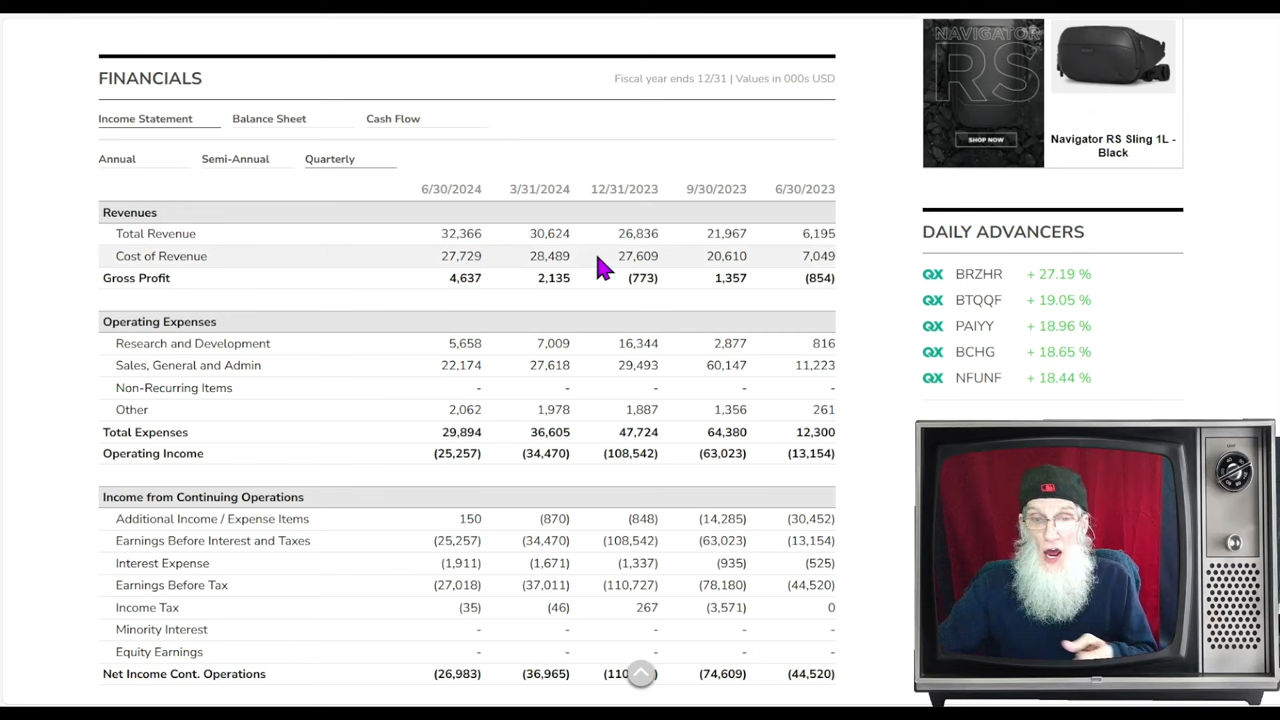 FINANCIALS
Fiscal year ends 12/31 | Values in 000s USD
Income Statement Balance Sheet Cash Flow
Annual Semi-Annual Quarterly
6/30/2024 3/31/2024 12/31/2023 9/30/2023 6/30/2023
Revenues
Total Revenue 32,366 30,624 26,836 21,967 6,195
Cost of Revenue 27,729 28,489 27,609 20,610 7,049
Gross Profit 4,637 2,135 (773) 1,357 (854)
Operating Expenses
Research and Development 5,658 7,009 16,344 2,877 816
Sales, General and Admin 22,174 27,618 29,493 60,147 11,223
Non-Recurring Items - - - - -
Other 2,062 1,978 1,887 1,356 261
Total Expenses 29,894 36,605 47,724 64,380 12,300
Operating Income (25,257) (34,470) (108,542) (63,023) (13,154)
Income from Continuing Operations
Additional Income / Expense Items 150 (870) (848) (14,285) (30,452)
Earnings Before Interest and Taxes (25,257) (34,470) (108,542) (63,023) (13,154)
Interest Expense (1,911) (1,671) (1,337) (935) (525)
Earnings Before Tax (27,018) (37,011) (110,727) (78,180) (44,520)
Income Tax (35) (46) 267 (3,571) 0
Minority Interest - - - - -
Equity Earnings - - - - -
Net Income Cont. Operations (26,983) (36,965) (110 (74,609) (44,520)
NAVIGATOR
RS
SHOP NOW
Navigator RS Sling 1L -
Black
DAILY ADVANCERS
QX BRZHR + 27.19 %
QX BTQQF + 19.05 %
QX PAIYY + 18.96 %
QX BCHG + 18.65 %
QX NFUNF + 18.44 %